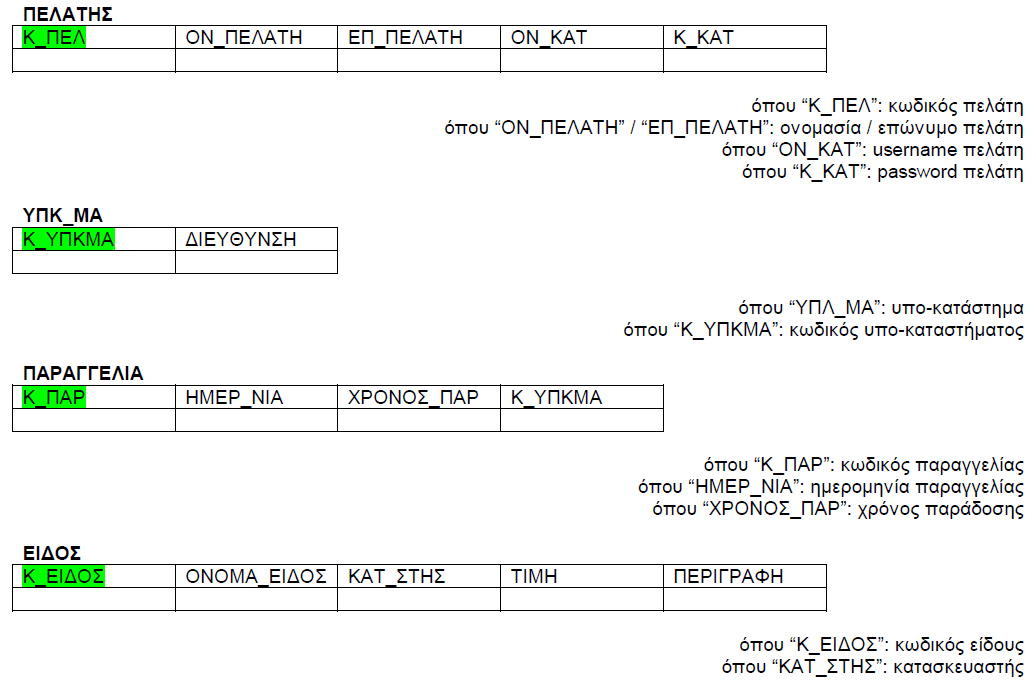 ΠΕΛΑΤΗΣ
Κ_ΠΕΛ ΟΝ_ΠΕΛΑΤΗ ΕΠ_ΠΕΛΑΤΗ ΟΝ_ΚΑΤ Κ_ΚΑΤ
όπου “Κ_ΠΕΛ”: κωδικός πελάτη
όπου “ΟΝ_ΠΕΛΑΤΗ” / “ΕΠ_ΠΕΛΑΤΗ”: ονομασία / επώνυμο πελάτη
όπου “ΟΝ_ΚΑΤ”: username πελάτη
όπου “Κ_ΚΑΤ”: password πελάτη
ΥΠΚ_ΜΑ
Κ_ΥΠΚΜΑ ΔΙΕΥΘΥΝΣΗ
όπου “ΥΠΛ_ΜΑ”: υπο-κατάστημα
όπου “Κ_ΥΠΚΜΑ”: κωδικός υπο-καταστήματος
ΠΑΡΑΓΓΕΛΙΑ
Κ_ΠΑΡ ΗΜΕΡ_ΝΙΑ ΧΡΟΝΟΣ_ΠΑΡ Κ_ΥΠΚΜΑ
όπου “Κ_ΠΑΡ”: κωδικός παραγγελίας
όπου “ΗΜΕΡ_ΝΙΑ”: ημερομηνία παραγγελίας
όπου “ΧΡΟΝΟΣ_ΠΑΡ”: χρόνος παράδοσης
ΕΙΔΟΣ
Κ_ΕΙΔΟΣ ΟΝΟΜΑ_ΕΙΔΟΣ ΚΑΤ_ΣΤΗΣ ΤΙΜΗ ΠΕΡΙΓΡΑΦΗ
όπου “Κ_ΕΙΔΟΣ”: κωδικός είδους
όπου “ΚΑΤ_ΣΤΗΣ”: κατασκευαστής